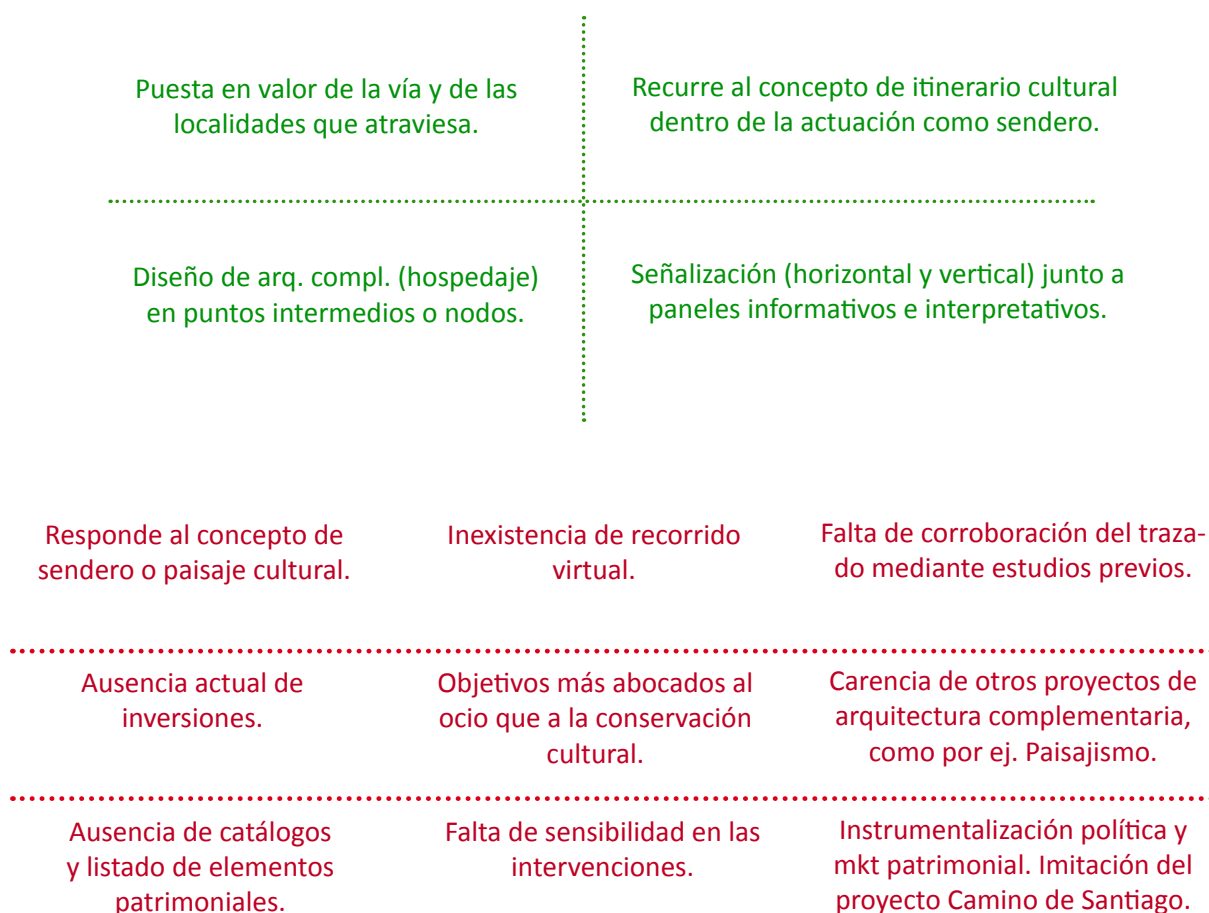 Puesta en valor de la vía y de las
localidades que atraviesa.
Recurre al concepto de itinerario cultural
dentro de la actuación como sendero.
Diseño de arq. compl. (hospedaje)
en puntos intermedios o nodos.
Señalización (horizontal y vertical) junto a
paneles informativos e interpretativos.
Responde al concepto de
sendero o paisaje cultural.
Inexistencia de recorrido
virtual.
Falta de corroboración del traza-
do mediante estudios previos.
Ausencia actual de
inversiones.
Objetivos más abocados al
ocio que a la conservación
cultural.
Carencia de otros proyectos de
arquitectura complementaria,
como por ej. Paisajismo.
Ausencia de catálogos
y listado de elementos
patrimoniales.
Falta de sensibilidad en las
intervenciones.
Instrumentalización política y
mkt patrimonial. Imitación del
proyecto Camino de Santiago.